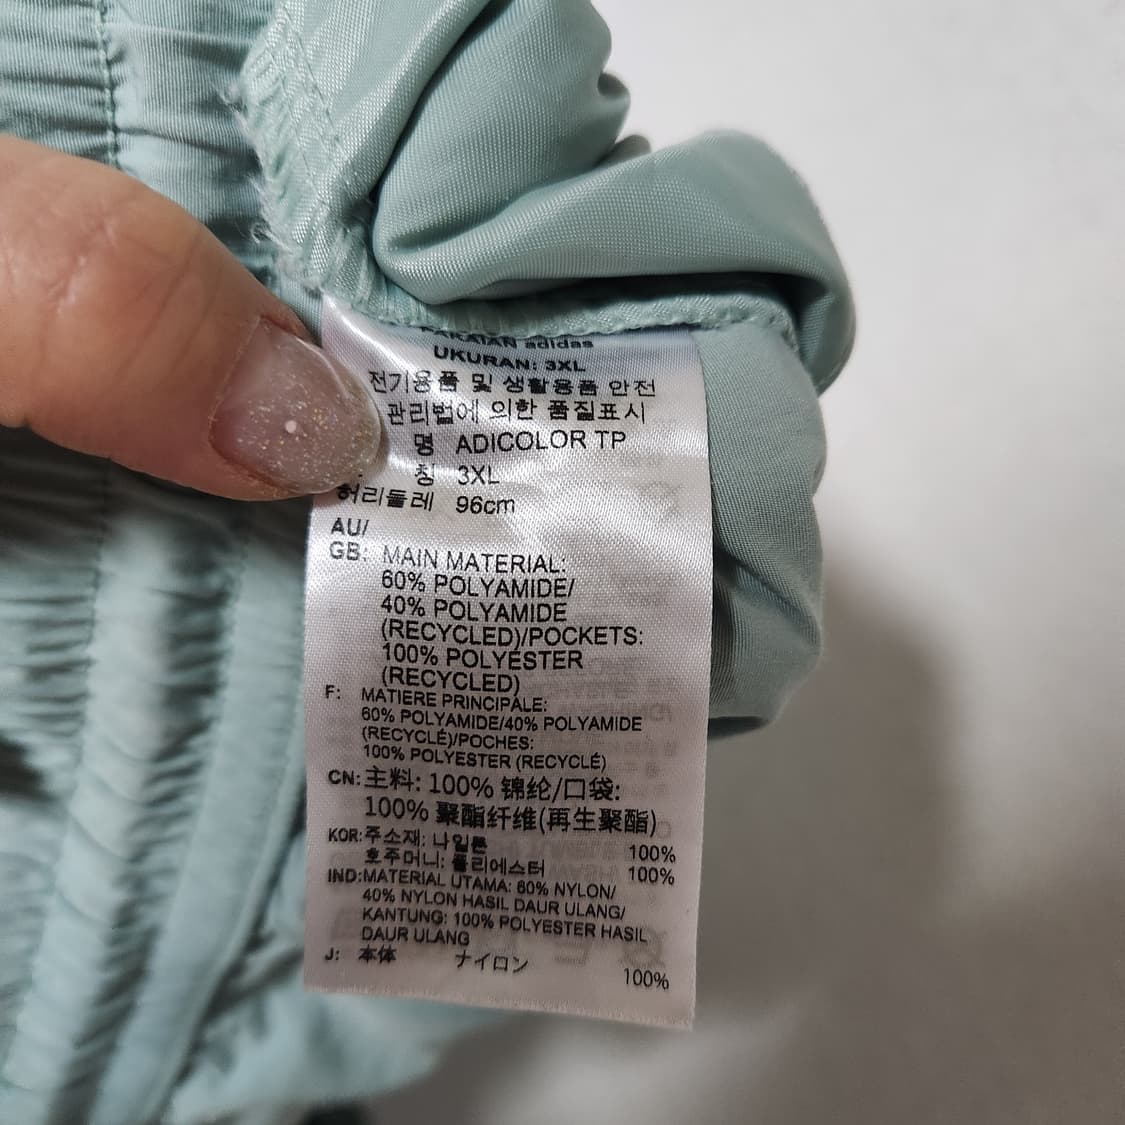 PAKAIAN adidas
UKURAN: 3XL
전기용품 및 생활용품 안전
관리법에 의한 품질표시
명 ADICOLOR TP
칭 3XL
허리둘레 96cm
AU/
GB: MAIN MATERIAL:
60% POLYAMIDE/
40% POLYAMIDE
(RECYCLED)/POCKETS:
100% POLYESTER
(RECYCLED)
F: MATIERE PRINCIPALE:
60% POLYAMIDE/40% POLYAMIDE
(RECYCLÉ)/POCHES:
100% POLYESTER (RECYCLÉ)
CN: 主料: 100% 锦纶/口袋:
100% 聚酯纤维(再生聚酯)
KOR: 주소재: 나일론 100%
호주머니: 폴리에스터 100%
IND: MATERIAL UTAMA: 60% NYLON/
40% NYLON HASIL DAUR ULANG/
KANTUNG: 100% POLYESTER HASIL
DAUR ULANG
J: 本体 ナイロン 100%